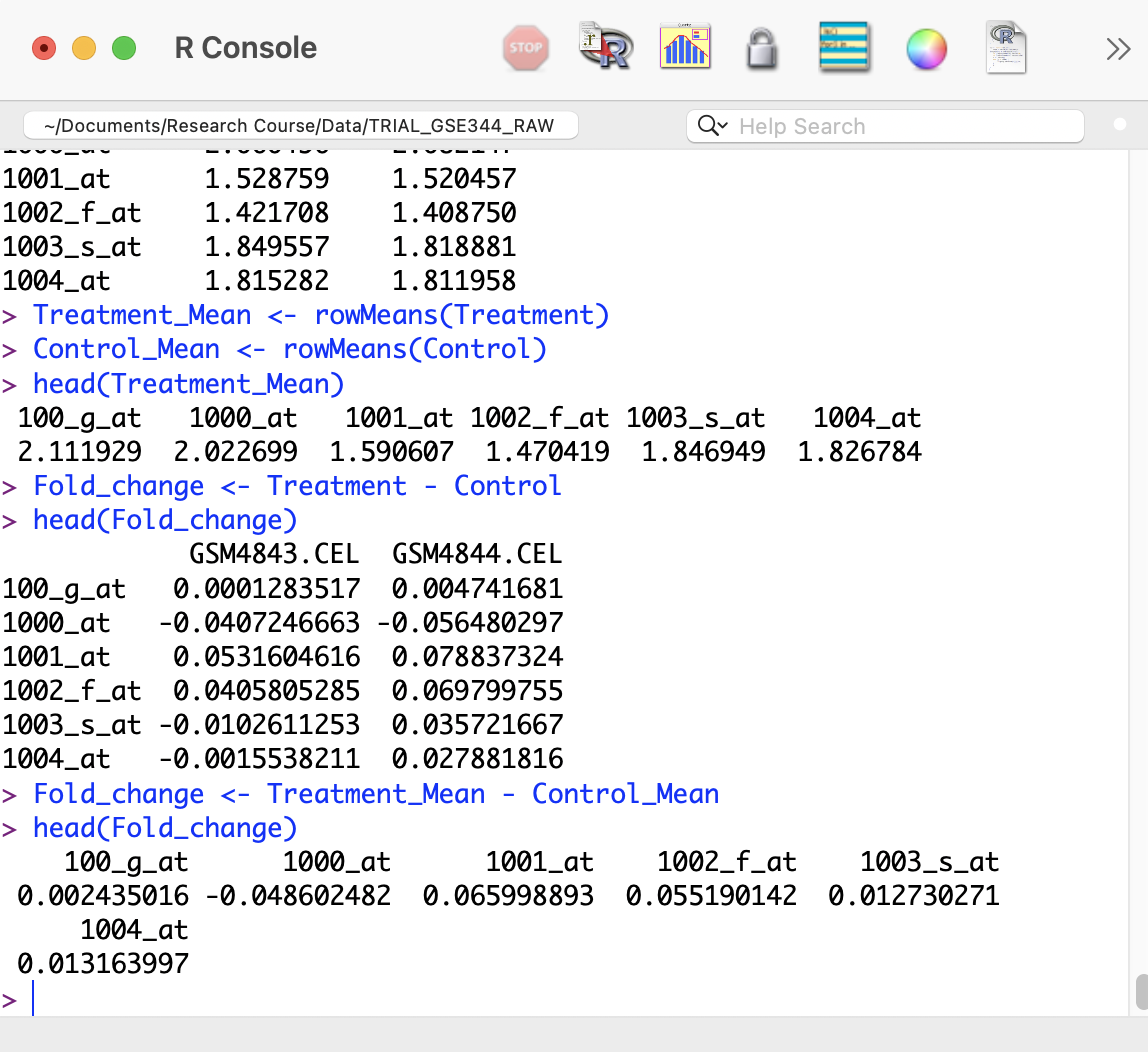 R Console
STOP
~/Documents/Research Course/Data/TRIAL_GSE344_RAW
Help Search
1001_at 1.528759 1.520457
1002_f_at 1.421708 1.408750
1003_s_at 1.849557 1.818881
1004_at 1.815282 1.811958
> Treatment_Mean <- rowMeans(Treatment)
> Control_Mean <- rowMeans(Control)
> head(Treatment_Mean)
100_g_at 1000_at 1001_at 1002_f_at 1003_s_at 1004_at
2.111929 2.022699 1.590607 1.470419 1.846949 1.826784
> Fold_change <- Treatment - Control
> head(Fold_change)
GSM4843.CEL GSM4844.CEL
100_g_at 0.0001283517 0.004741681
1000_at -0.0407246663 -0.056480297
1001_at 0.0531604616 0.078837324
1002_f_at 0.0405805285 0.069799755
1003_s_at -0.0102611253 0.035721667
1004_at -0.0015538211 0.027881816
> Fold_change <- Treatment_Mean - Control_Mean
> head(Fold_change)
100_g_at 1000_at 1001_at 1002_f_at 1003_s_at
0.002435016 -0.048602482 0.065998893 0.055190142 0.012730271
1004_at
0.013163997
>